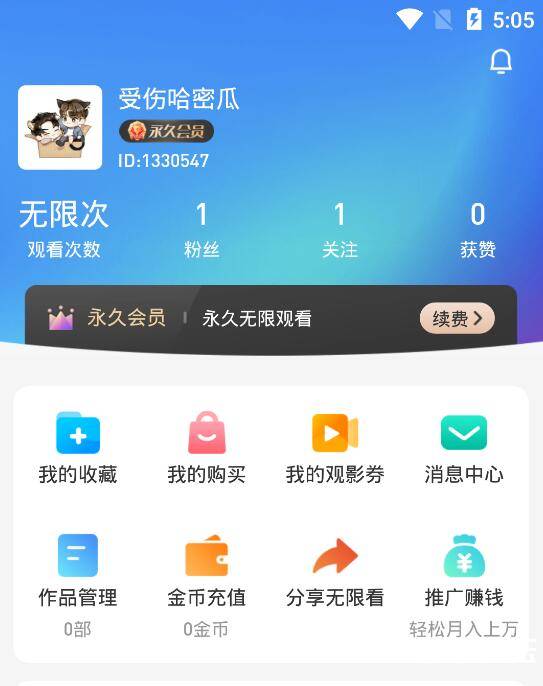 5:05
受伤哈密瓜
永久会员
ID:1330547
无限次 1 1 0
观看次数 粉丝 关注 获赞
永久会员 永久无限观看 续费
我的收藏 我的购买 我的观影券 消息中心
作品管理 金币充值 分享无限看 推广赚钱
0部 0金币 轻松月入上万